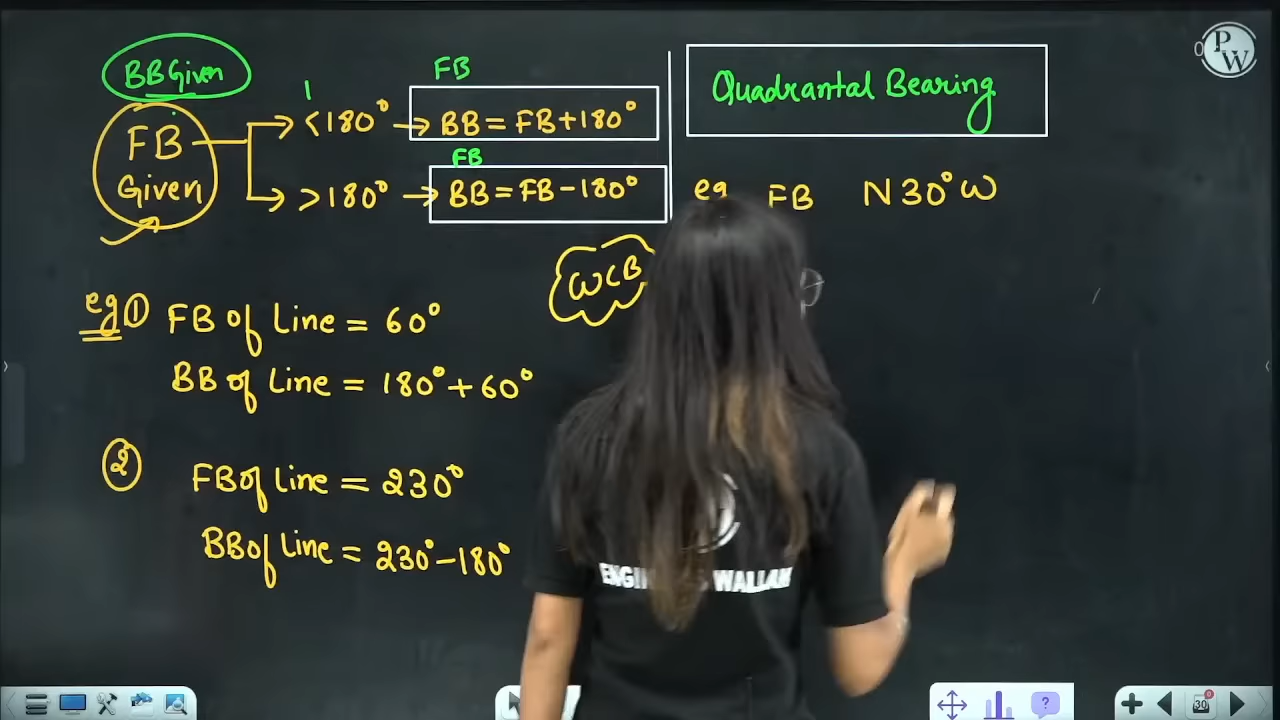 BB Given
FB Given
< 180° → BB = FB + 180°
FB
> 180° → BB = FB - 180°
FB
WCB
eg ① FB of Line = 60°
BB of Line = 180° + 60°
② FB of Line = 230°
BB of Line = 230° - 180°
Quadrantal Bearing
eg FB N 30° W
PW
WALLAH
30